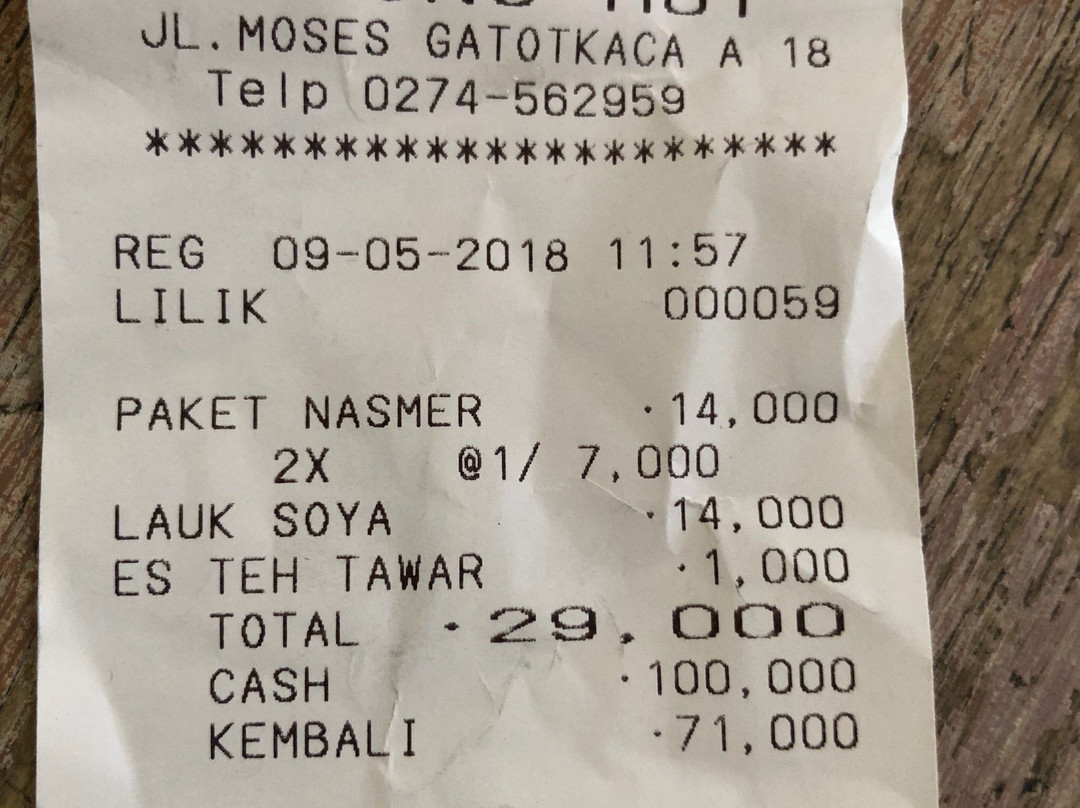 JL.MOSES GATOTKACA A 18
Telp 0274-562959
***********************
REG 09-05-2018 11:57
LILIK 000059
PAKET NASMER ·14,000
2X @1/ 7,000
LAUK SOYA ·14,000
ES TEH TAWAR ·1,000
TOTAL ·29,000
CASH ·100,000
KEMBALI ·71,000